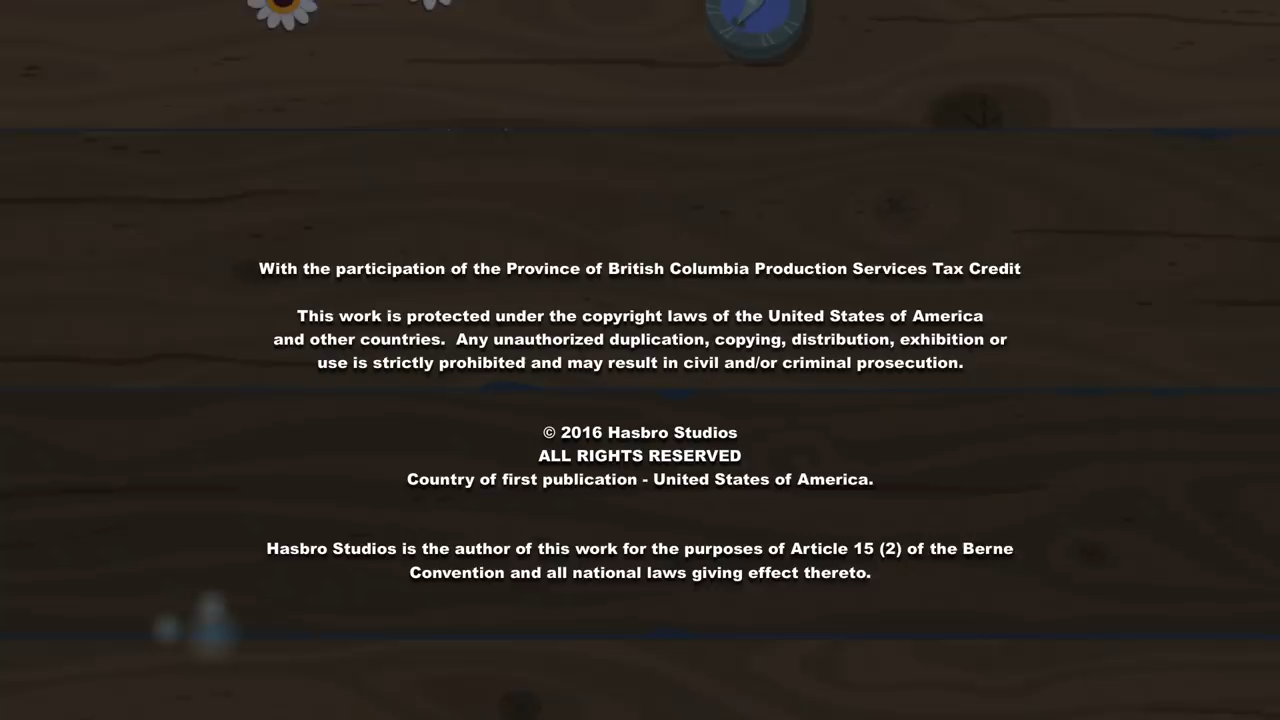 With the participation of the Province of British Columbia Production Services Tax Credit
This work is protected under the copyright laws of the United States of America
and other countries.  Any unauthorized duplication, copying, distribution, exhibition or
use is strictly prohibited and may result in civil and/or criminal prosecution.
© 2016 Hasbro Studios
ALL RIGHTS RESERVED
Country of first publication - United States of America.
Hasbro Studios is the author of this work for the purposes of Article 15 (2) of the Berne
Convention and all national laws giving effect thereto.